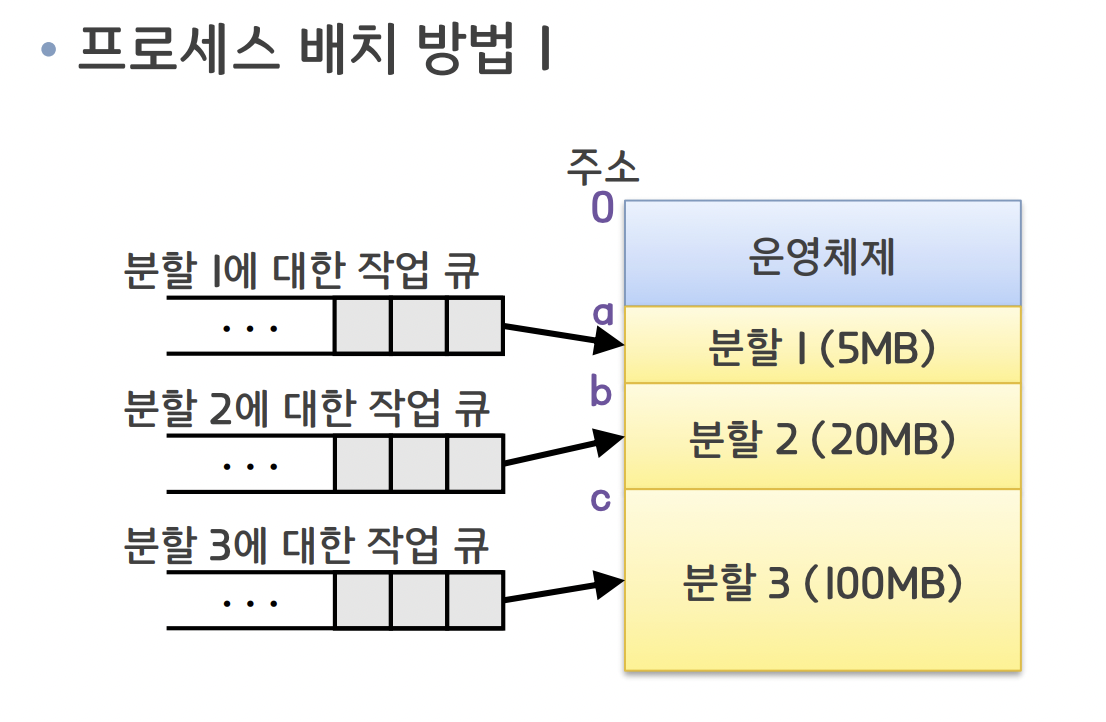 • 프로세스 배치 방법 1
주소
0
운영체제
분할 1에 대한 작업 큐
...
a
분할 1 (5MB)
분할 2에 대한 작업 큐
...
b
분할 2 (20MB)
c
분할 3에 대한 작업 큐
...
분할 3 (100MB)